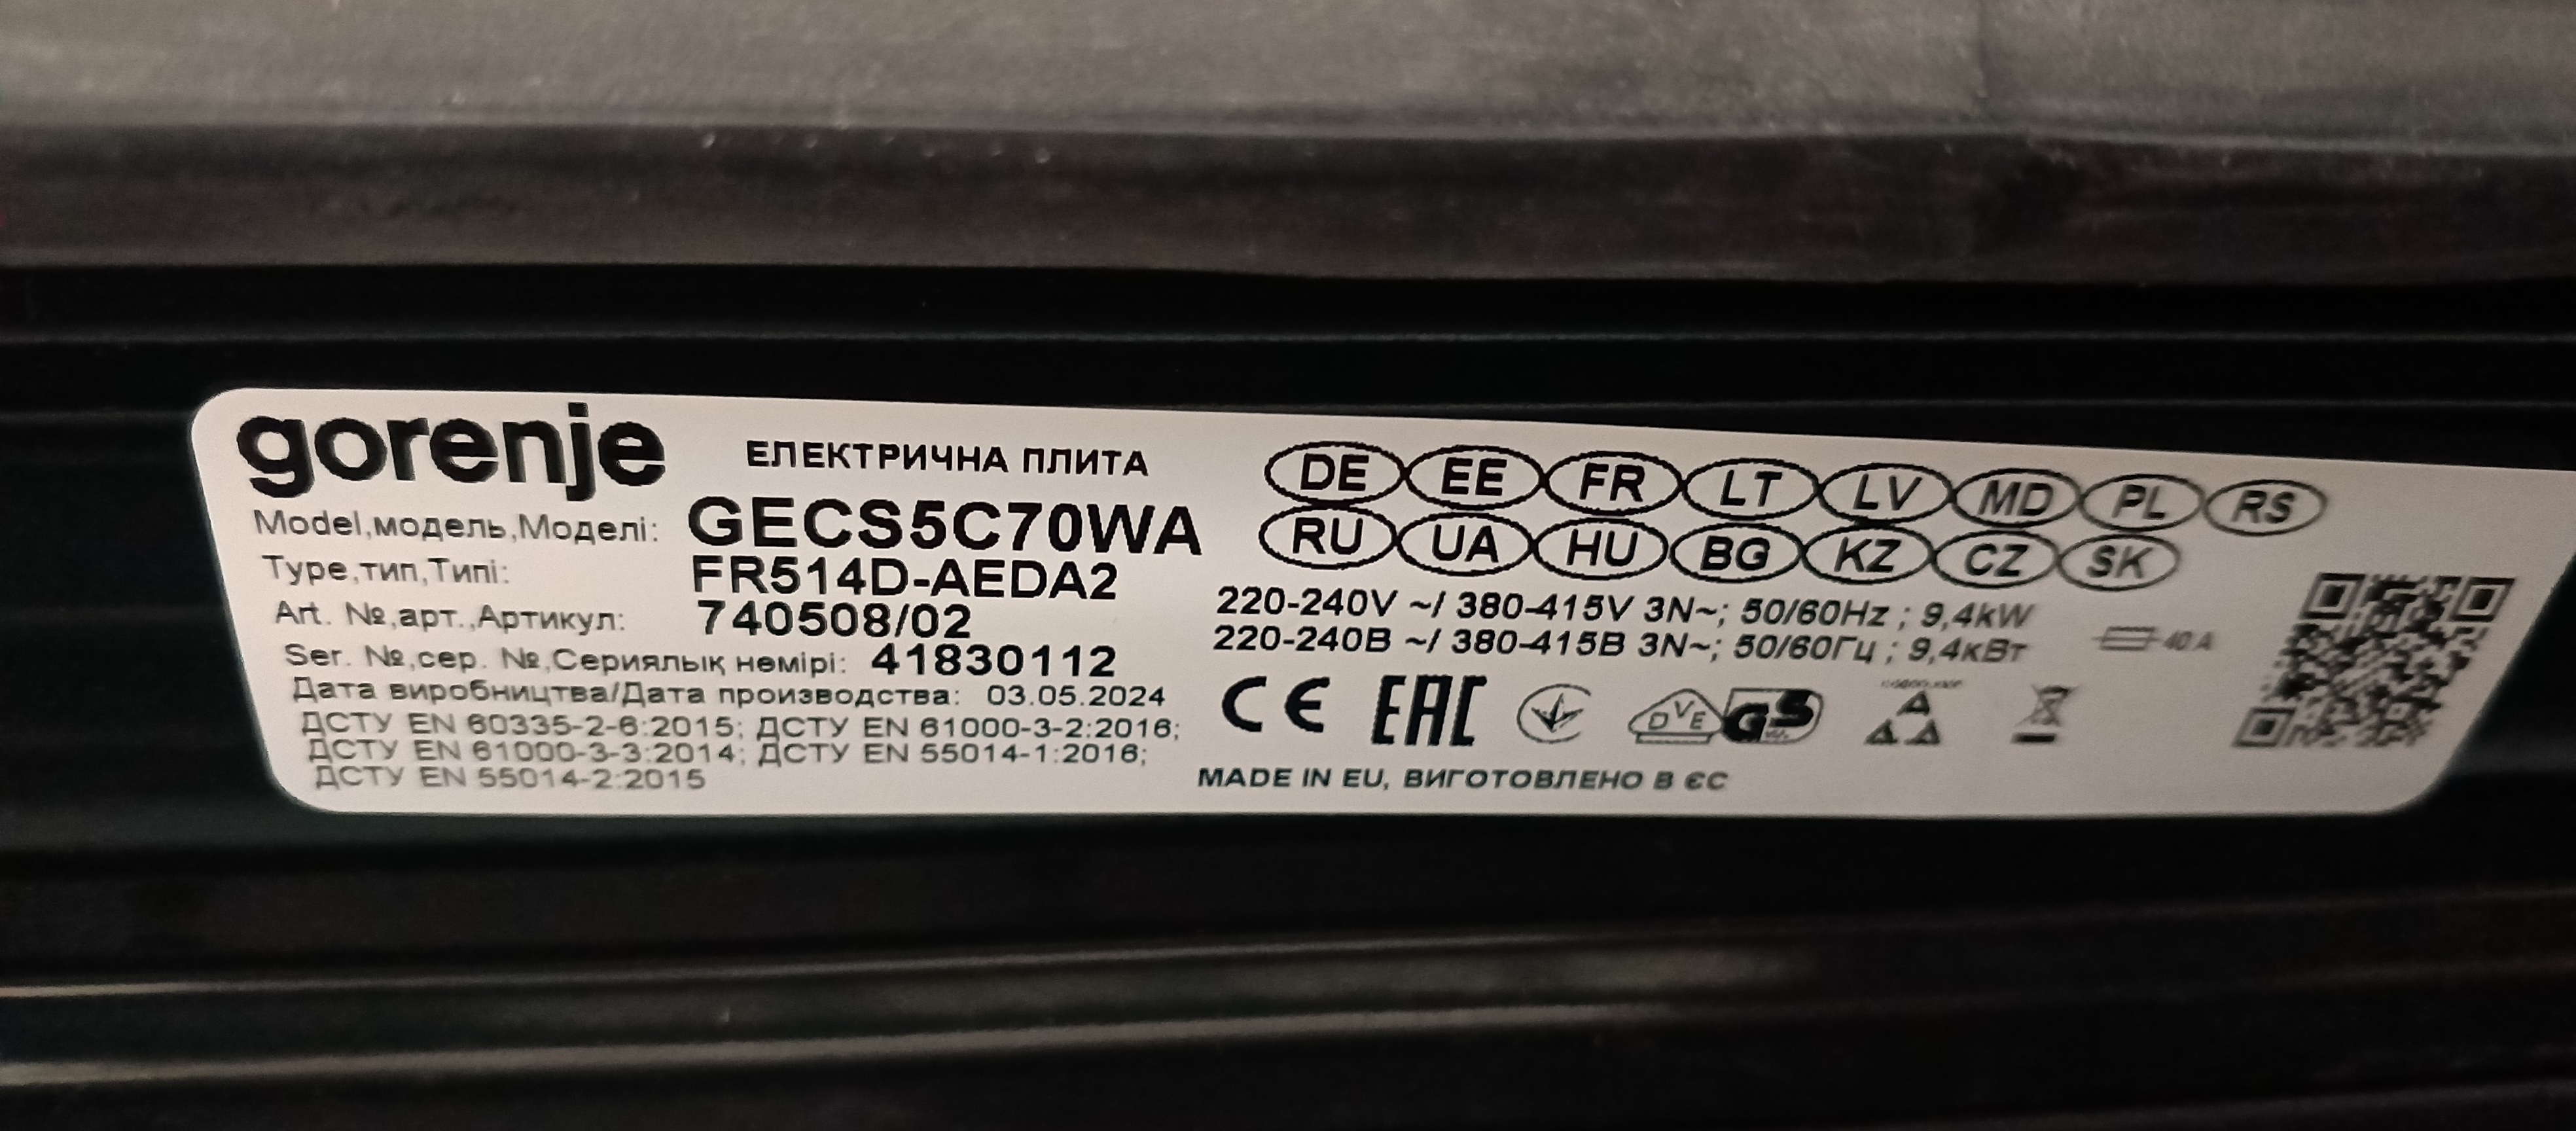 gorenje
ЕЛЕКТРИЧНА ПЛИТА
Model,модель,Моделі: GECS5C70WA
Type,тип,Типі: FR514D-AEDA2
Art. №,арт.,Артикул: 740508/02
Ser. №,сер. №,Сериялық немірі: 41830112
Дата виробництва/Дата производства: 03.05.2024
ДСТУ EN 60335-2-6:2015; ДСТУ EN 61000-3-2:2016;
ДСТУ EN 61000-3-3:2014; ДСТУ EN 55014-1:2016;
ДСТУ EN 55014-2:2015
DE EE FR LT LV MD PL RS
RU UA HU BG KZ CZ SK
220-240V ~/ 380-415V 3N~; 50/60Hz ; 9,4kW
220-240В ~/ 380-415В 3N~; 50/60Гц ; 9,4кВт
40 A
CE EAC DVE GS
MADE IN EU, ВИГОТОВЛЕНО В ЄС